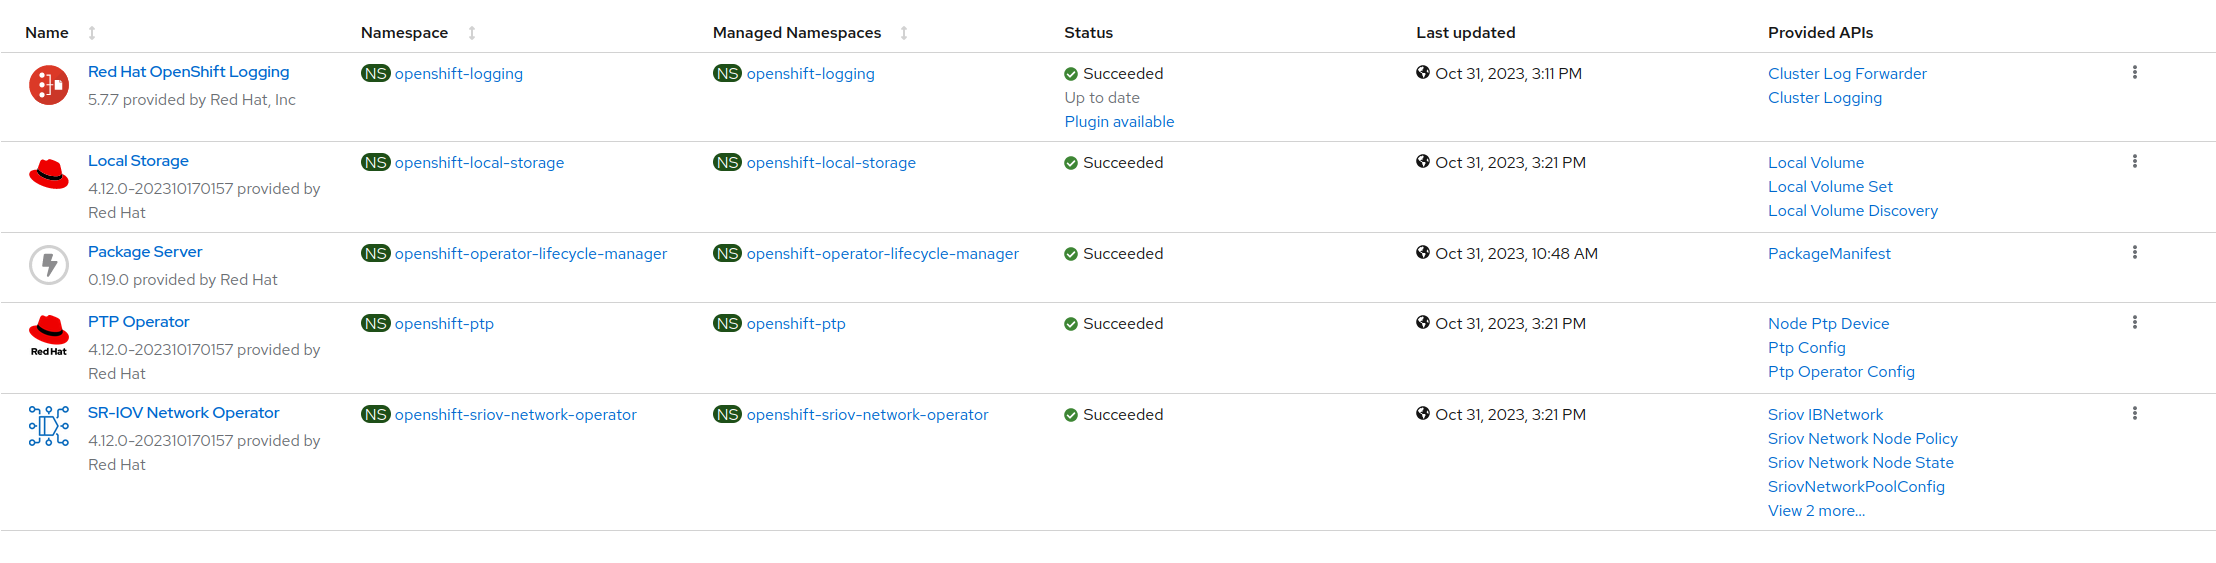 Name Namespace Managed Namespaces Status Last updated Provided APIs
Red Hat OpenShift Logging
5.7.7 provided by Red Hat, Inc
NS openshift-logging
NS openshift-logging
Succeeded
Up to date
Plugin available
Oct 31, 2023, 3:11 PM
Cluster Log Forwarder
Cluster Logging
Local Storage
4.12.0-202310170157 provided by
Red Hat
NS openshift-local-storage
NS openshift-local-storage
Succeeded
Oct 31, 2023, 3:21 PM
Local Volume
Local Volume Set
Local Volume Discovery
Package Server
0.19.0 provided by Red Hat
NS openshift-operator-lifecycle-manager
NS openshift-operator-lifecycle-manager
Succeeded
Oct 31, 2023, 10:48 AM
PackageManifest
Red Hat
PTP Operator
4.12.0-202310170157 provided by
Red Hat
NS openshift-ptp
NS openshift-ptp
Succeeded
Oct 31, 2023, 3:21 PM
Node Ptp Device
Ptp Config
Ptp Operator Config
SR-IOV Network Operator
4.12.0-202310170157 provided by
Red Hat
NS openshift-sriov-network-operator
NS openshift-sriov-network-operator
Succeeded
Oct 31, 2023, 3:21 PM
Sriov IBNetwork
Sriov Network Node Policy
Sriov Network Node State
SriovNetworkPoolConfig
View 2 more...